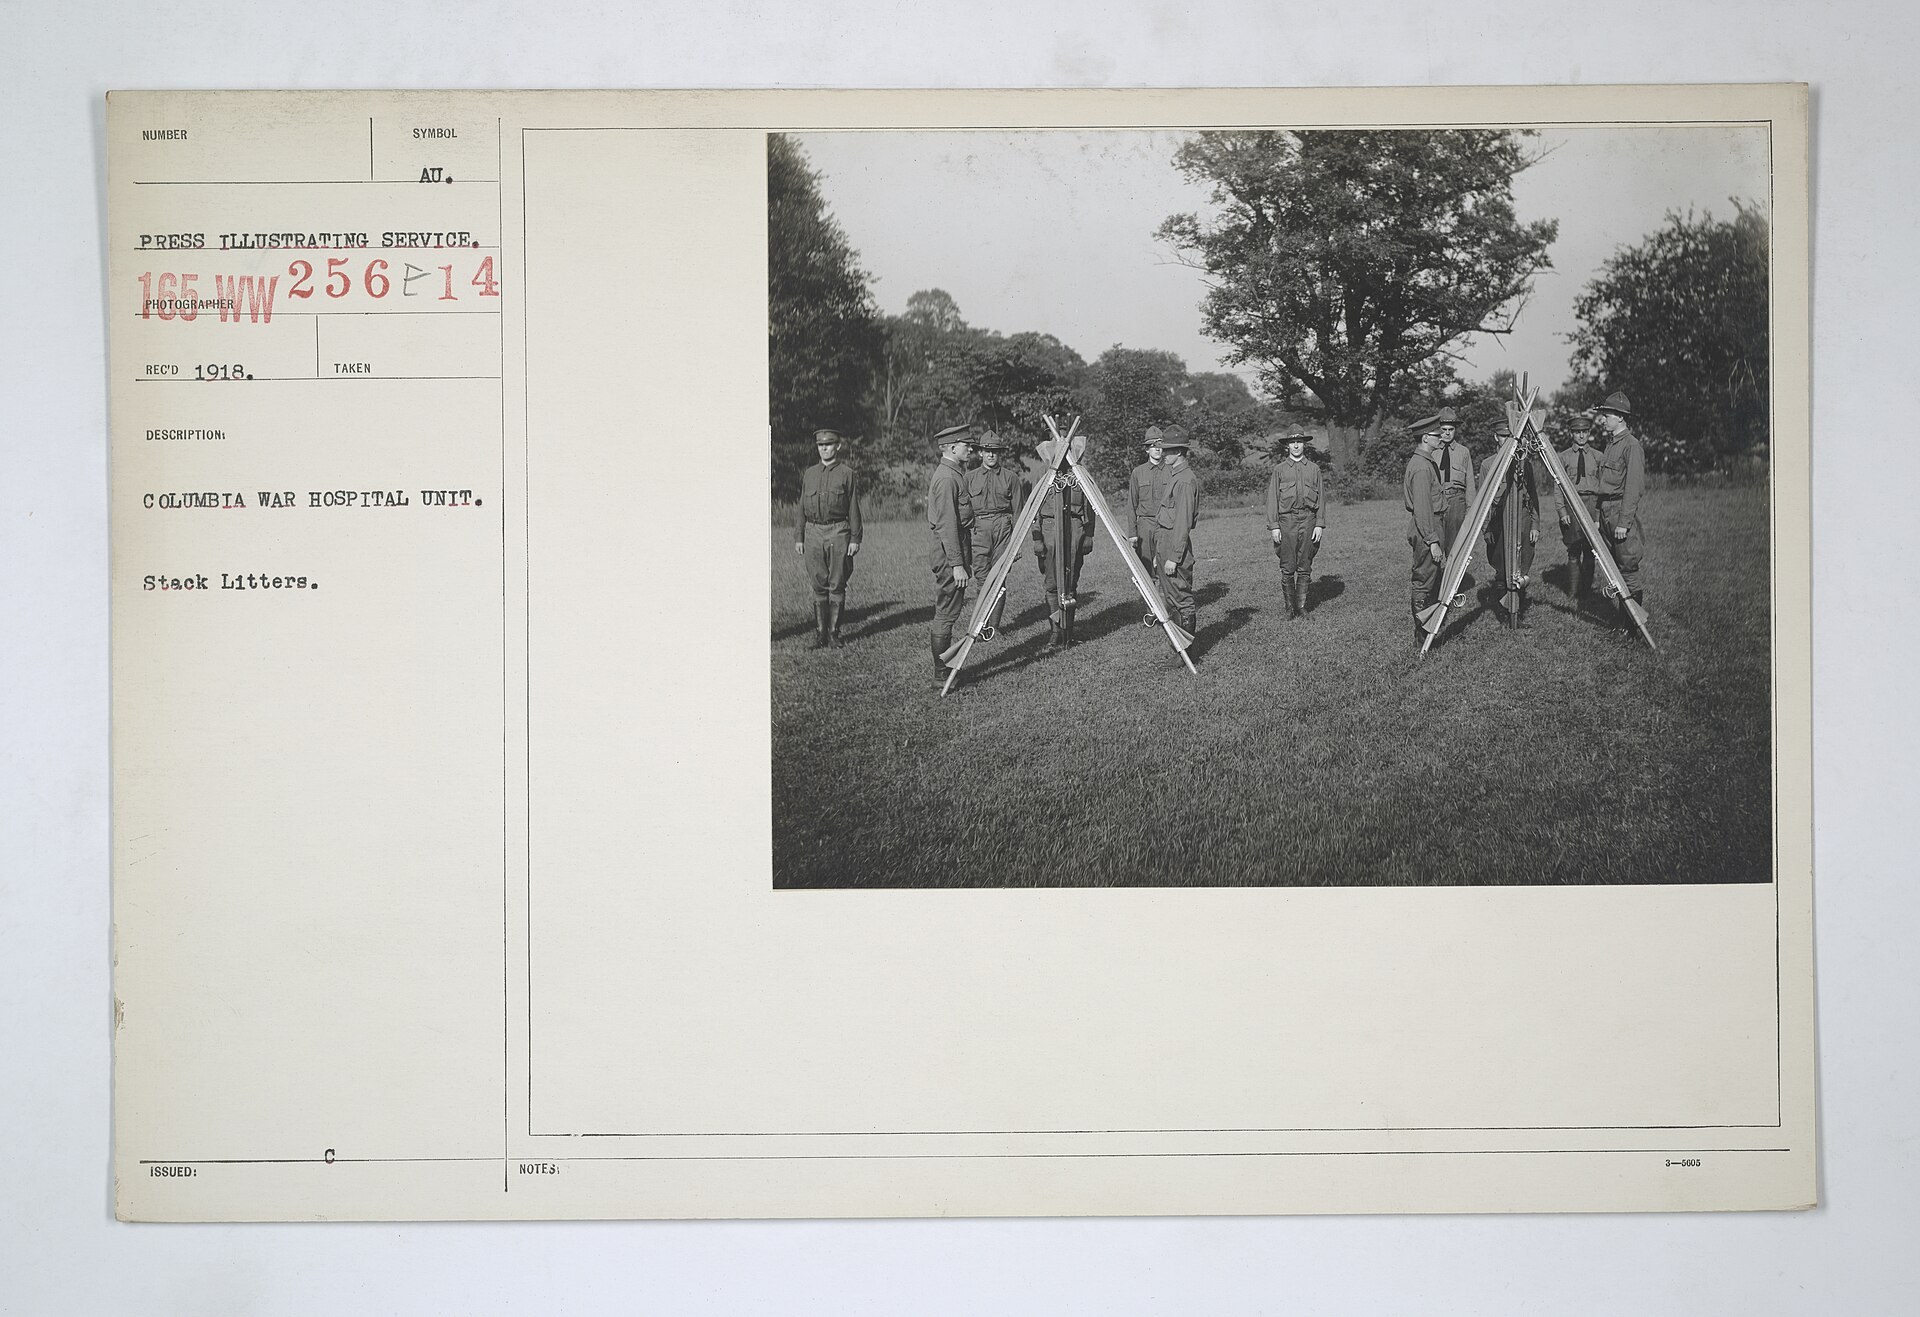 NUMBER
SYMBOL
AU.
PRESS ILLUSTRATING SERVICE.
165-WW 256E-14
PHOTOGRAPHER
REC'D 1918. TAKEN
DESCRIPTION:
COLUMBIA WAR HOSPITAL UNIT.
Stack Litters.
C
ISSUED:
NOTES:
3—5605